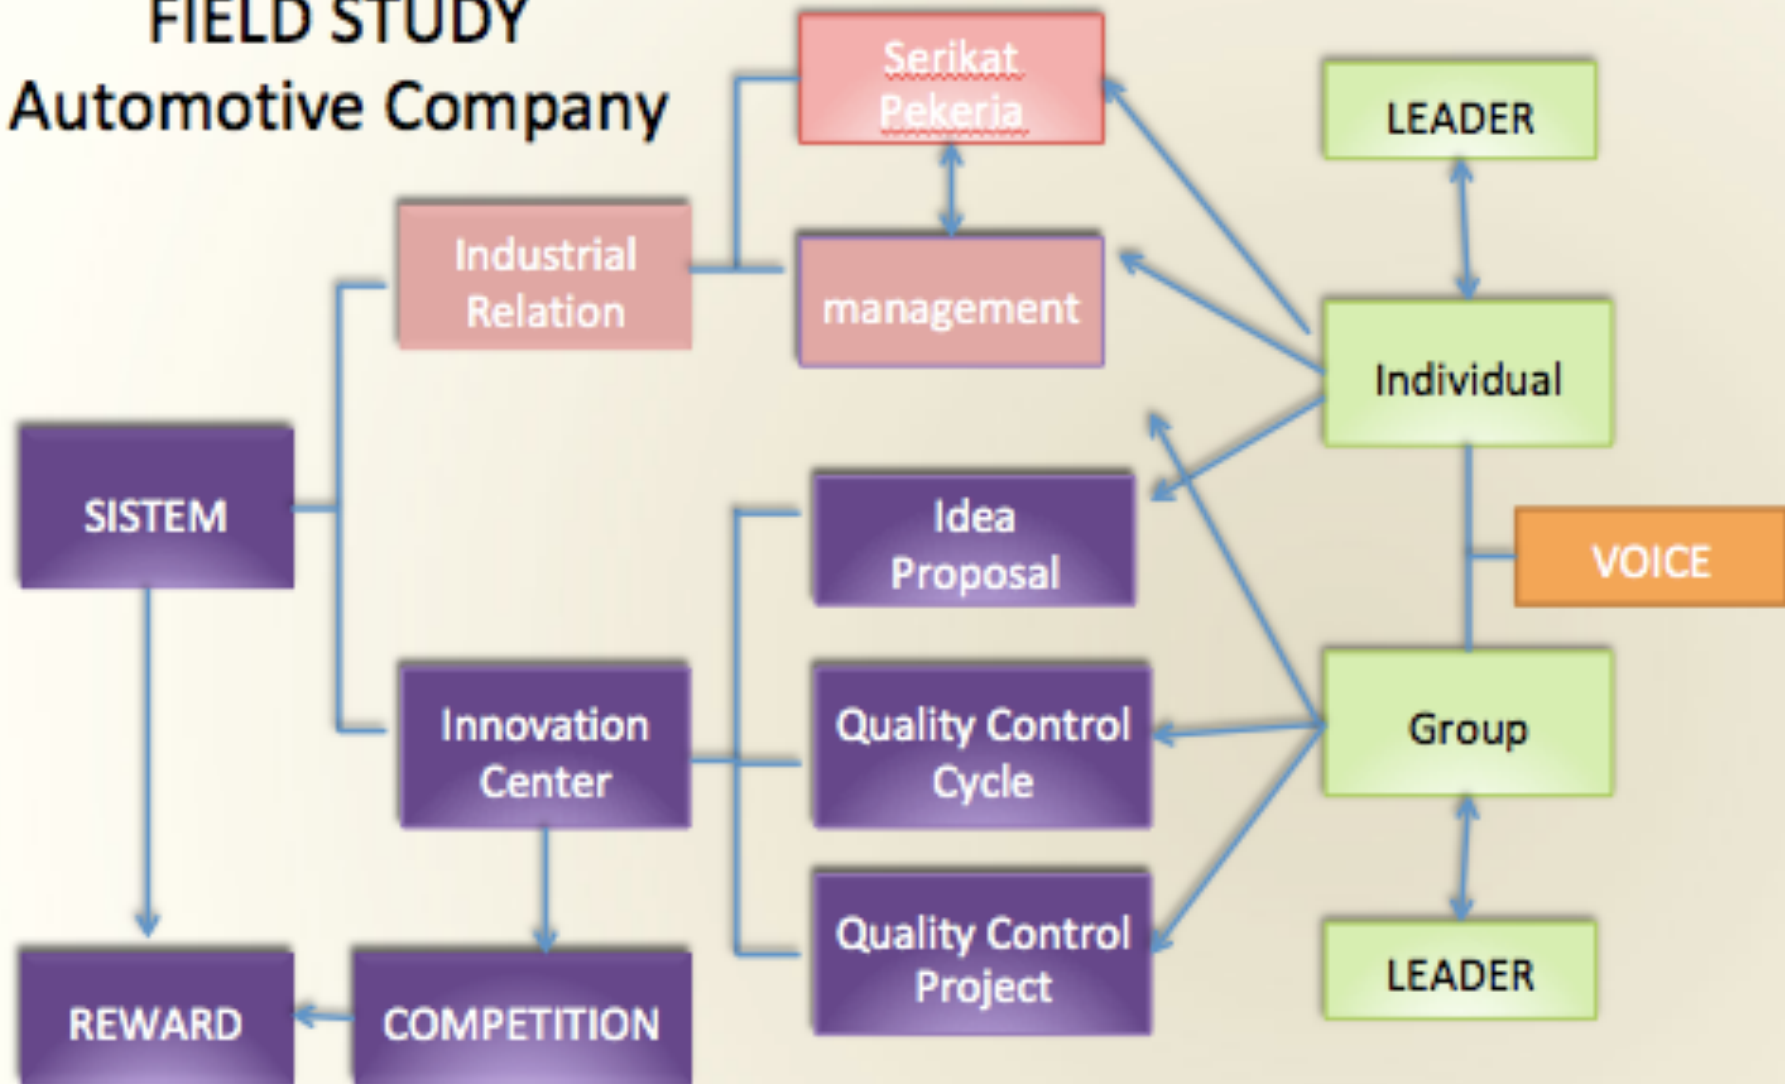 FIELD STUDY
Automotive Company
Serikat
Pekerja
LEADER
Industrial
Relation
management
Individual
SISTEM
Idea
Proposal
VOICE
Innovation
Center
Quality Control
Cycle
Group
Quality Control
Project
LEADER
REWARD
COMPETITION